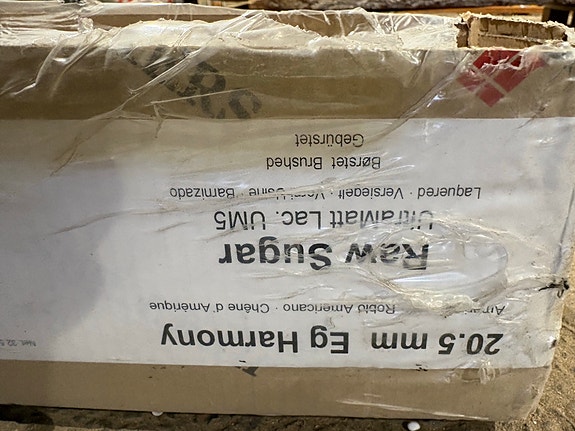 20.5 mm Eg Harmony
Roblo Americano · Chêne d'Amérique
Raw Sugar
UltraMatt Lac. UM5
Laquered · Versiegelt · Barnizado
Børstet Brushed
Gebürstet